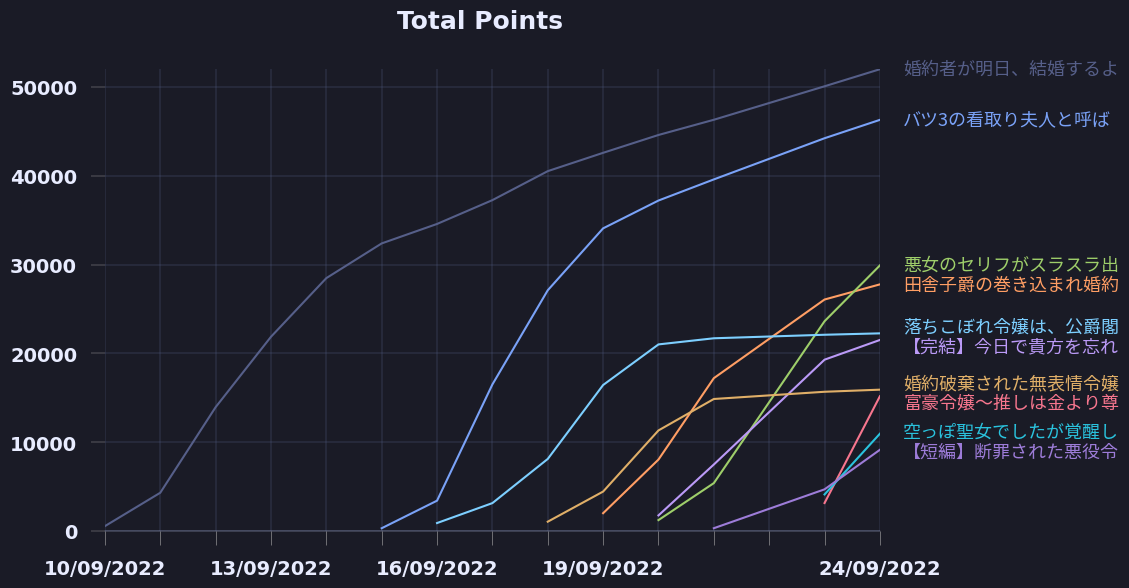 Total Points
50000
40000
30000
20000
10000
0
10/09/2022
13/09/2022
16/09/2022
19/09/2022
24/09/2022
婚約者が明日、結婚するよ
バツ3の看取り夫人と呼ば
悪女のセリフがスラスラ出
田舎子爵の巻き込まれ婚約
落ちこぼれ令嬢は、公爵閣
【完結】今日で貴方を忘れ
婚約破棄された無表情令嬢
富豪令嬢〜推しは金より尊
空っぽ聖女でしたが覚醒し
【短編】断罪された悪役令